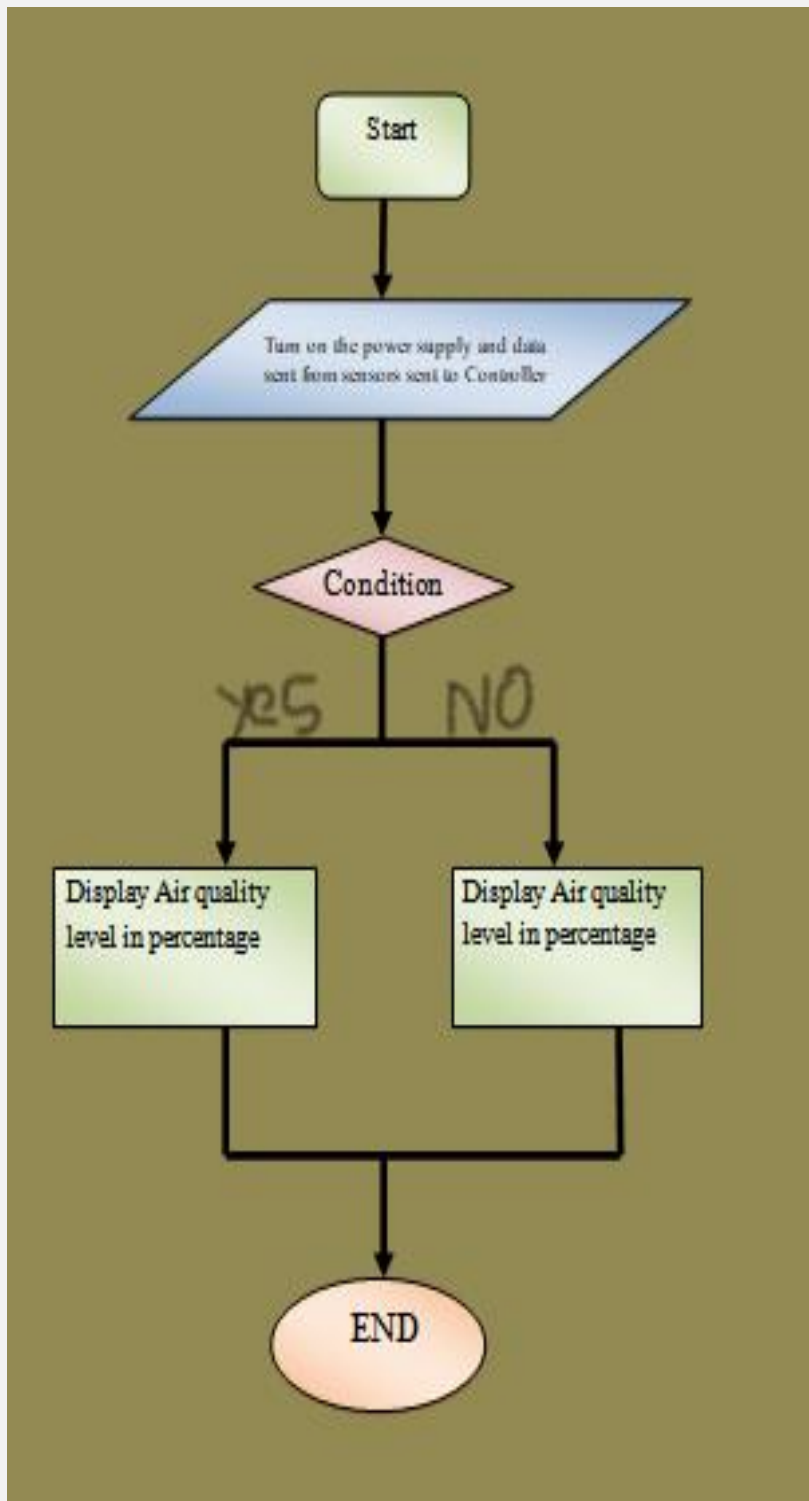 Start
Turn on the power supply and data
sent from sensors sent to Controller
Condition
yes NO
Display Air quality
level in percentage
Display Air quality
level in percentage
END